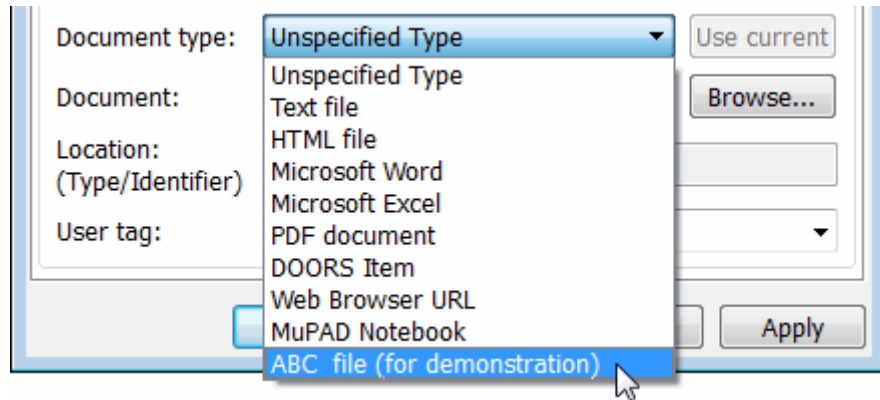 Document type: Unspecified Type Use current
Unspecified Type
Document: Browse...
Text file
HTML file
Location:
(Type/Identifier)
Microsoft Word
Microsoft Excel
User tag:
PDF document
DOORS Item
Web Browser URL
MuPAD Notebook Apply
ABC  file (for demonstration)